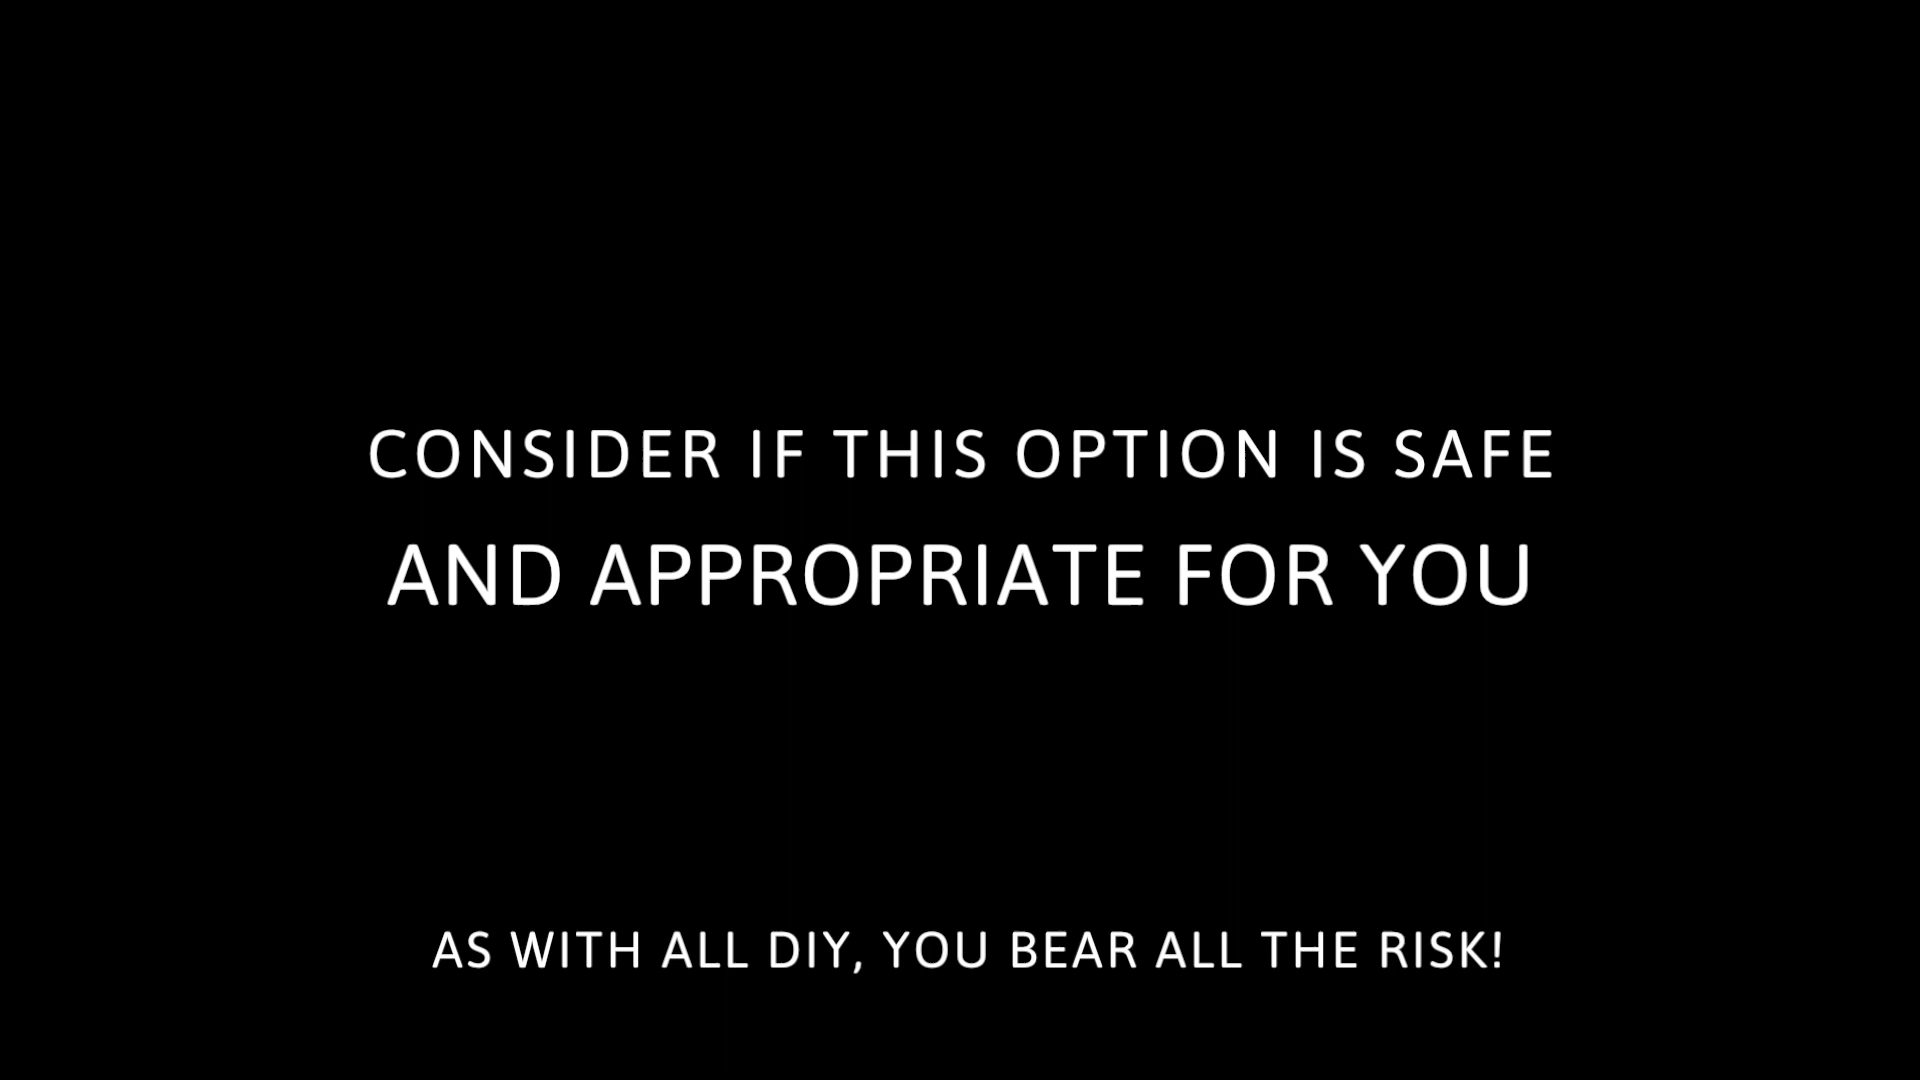 CONSIDER IF THIS OPTION IS SAFE
AND APPROPRIATE FOR YOU
AS WITH ALL DIY, YOU BEAR ALL THE RISK!